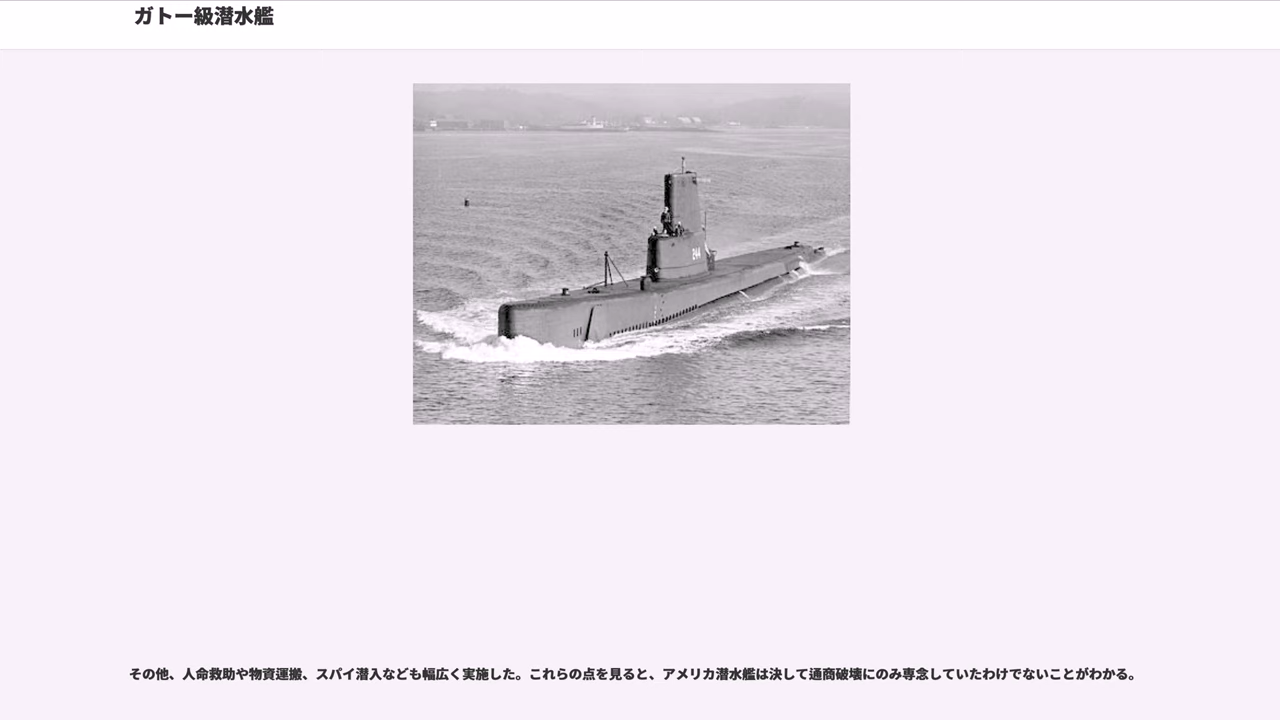 ガトー級潜水艦
244
その他、人命救助や物資運搬、スパイ潜入なども幅広く実施した。これらの点を見ると、アメリカ潜水艦は決して通商破壊にのみ専念していたわけでないことがわかる。